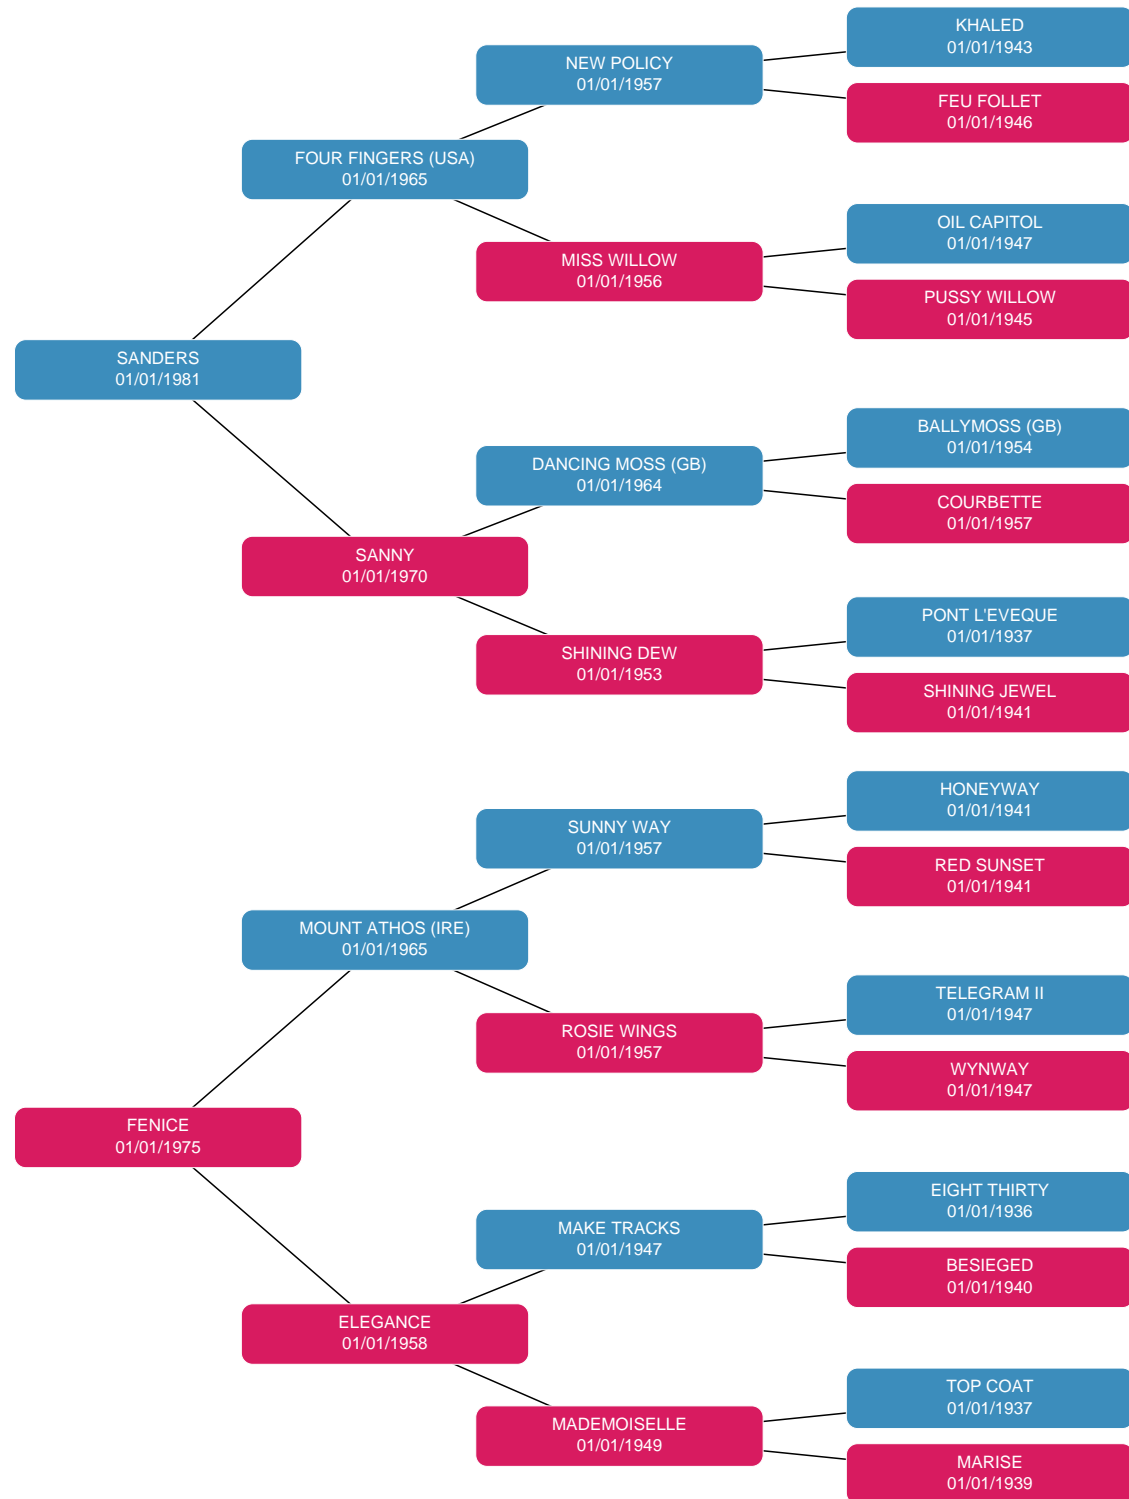 KHALED
01/01/1943
NEW POLICY
01/01/1957
FEU FOLLET
01/01/1946
FOUR FINGERS (USA)
01/01/1965
OIL CAPITOL
01/01/1947
MISS WILLOW
01/01/1956
PUSSY WILLOW
01/01/1945
SANDERS
01/01/1981
BALLYMOSS (GB)
01/01/1954
DANCING MOSS (GB)
01/01/1964
COURBETTE
01/01/1957
SANNY
01/01/1970
PONT L'EVEQUE
01/01/1937
SHINING DEW
01/01/1953
SHINING JEWEL
01/01/1941
HONEYWAY
01/01/1941
SUNNY WAY
01/01/1957
RED SUNSET
01/01/1941
MOUNT ATHOS (IRE)
01/01/1965
TELEGRAM II
01/01/1947
ROSIE WINGS
01/01/1957
WYNWAY
01/01/1947
FENICE
01/01/1975
EIGHT THIRTY
01/01/1936
MAKE TRACKS
01/01/1947
BESIEGED
01/01/1940
ELEGANCE
01/01/1958
TOP COAT
01/01/1937
MADEMOISELLE
01/01/1949
MARISE
01/01/1939